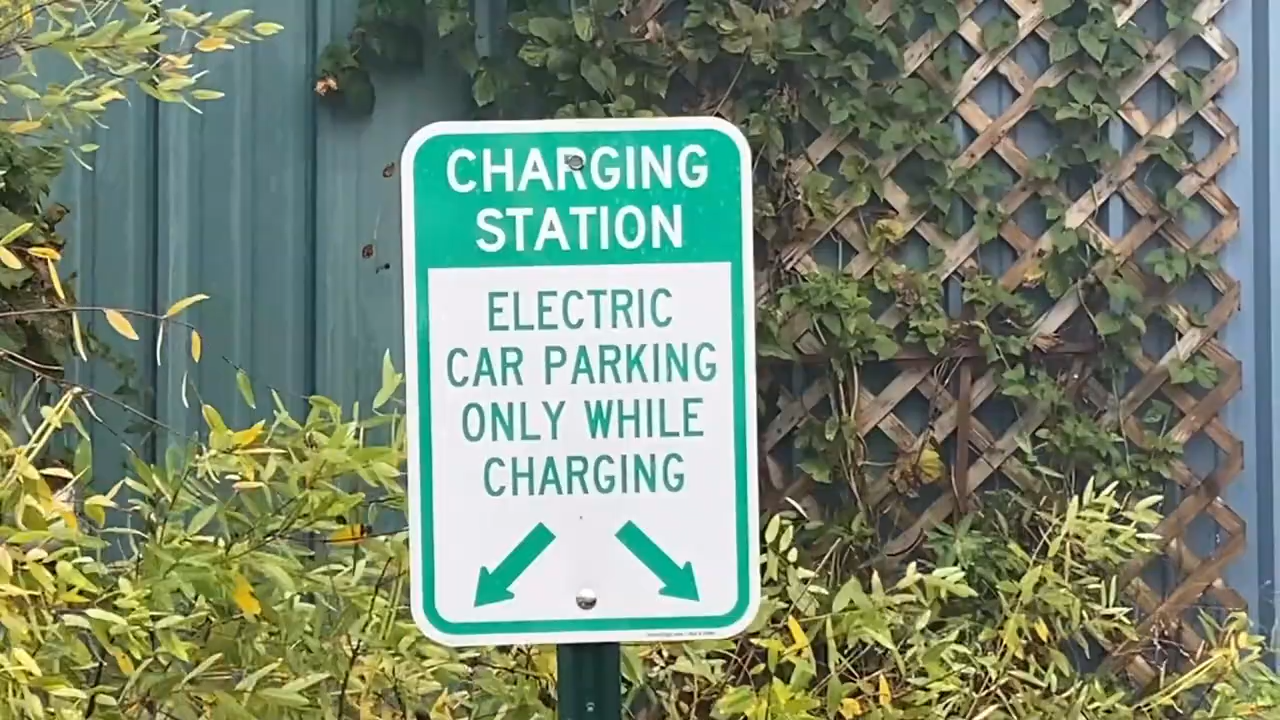 CHARGING
STATION
ELECTRIC
CAR PARKING
ONLY WHILE
CHARGING